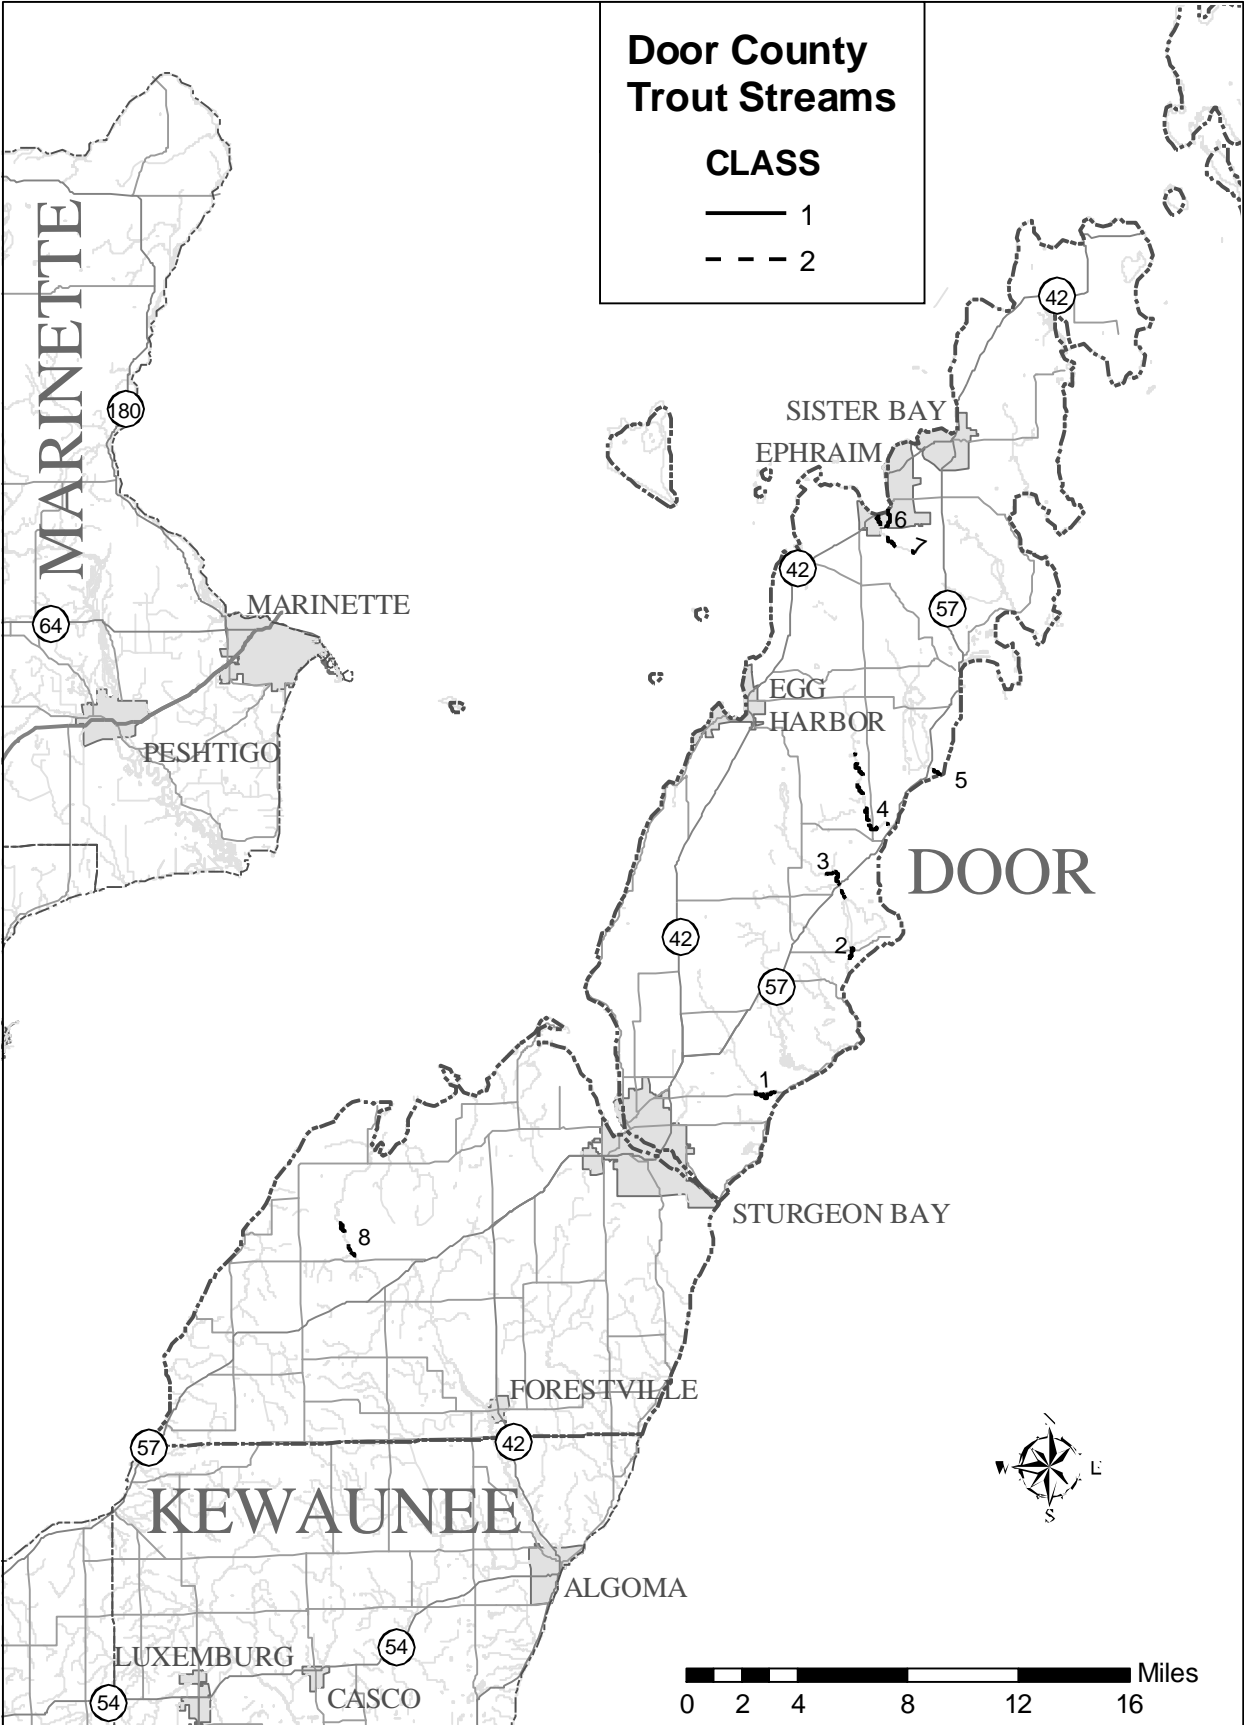 Door County
Trout Streams
CLASS
1
2
MARINETTE
42
180
SISTER BAY
EPHRAIM
6
7
42
57
64
MARINETTE
EGG
HARBOR
PESHTIGO
5
4
DOOR
3
42
2
57
1
STURGEON BAY
8
FORESTVILLE
57
42
N
W
E
S
KEWAUNEE
ALGOMA
54
LUXEMBURG
CASCO
54
Miles
0 2 4 8 12 16